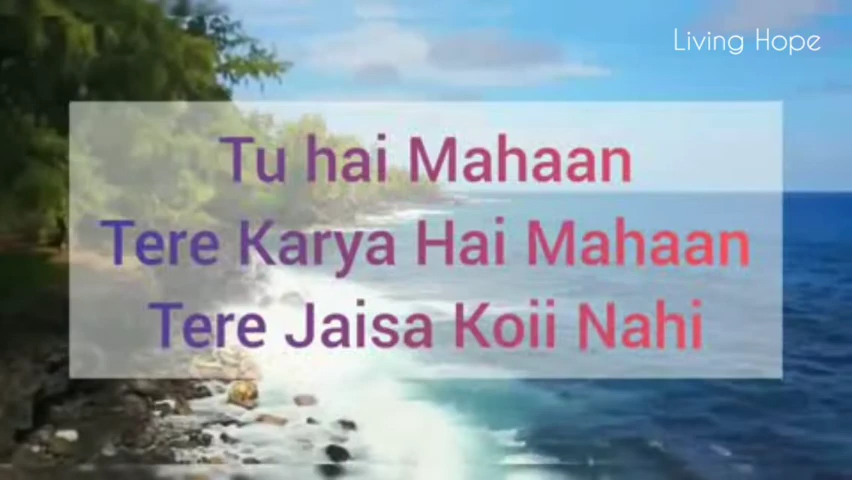 Living Hope
Tu hai Mahaan
Tere Karya Hai Mahaan
Tere Jaisa Koii Nahi